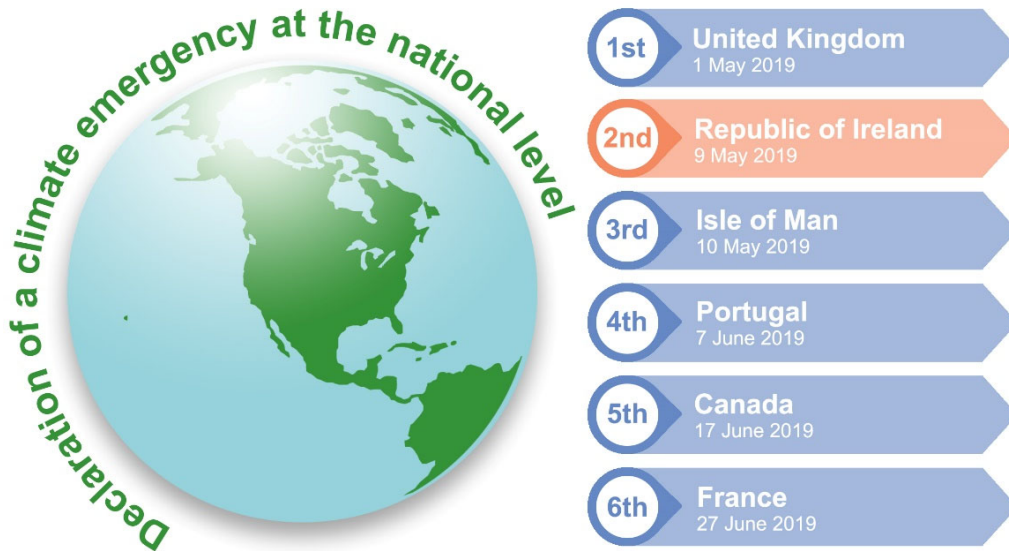 Declaration of a climate emergency at the national level
1st
United Kingdom
1 May 2019
2nd
Republic of Ireland
9 May 2019
3rd
Isle of Man
10 May 2019
4th
Portugal
7 June 2019
5th
Canada
17 June 2019
6th
France
27 June 2019